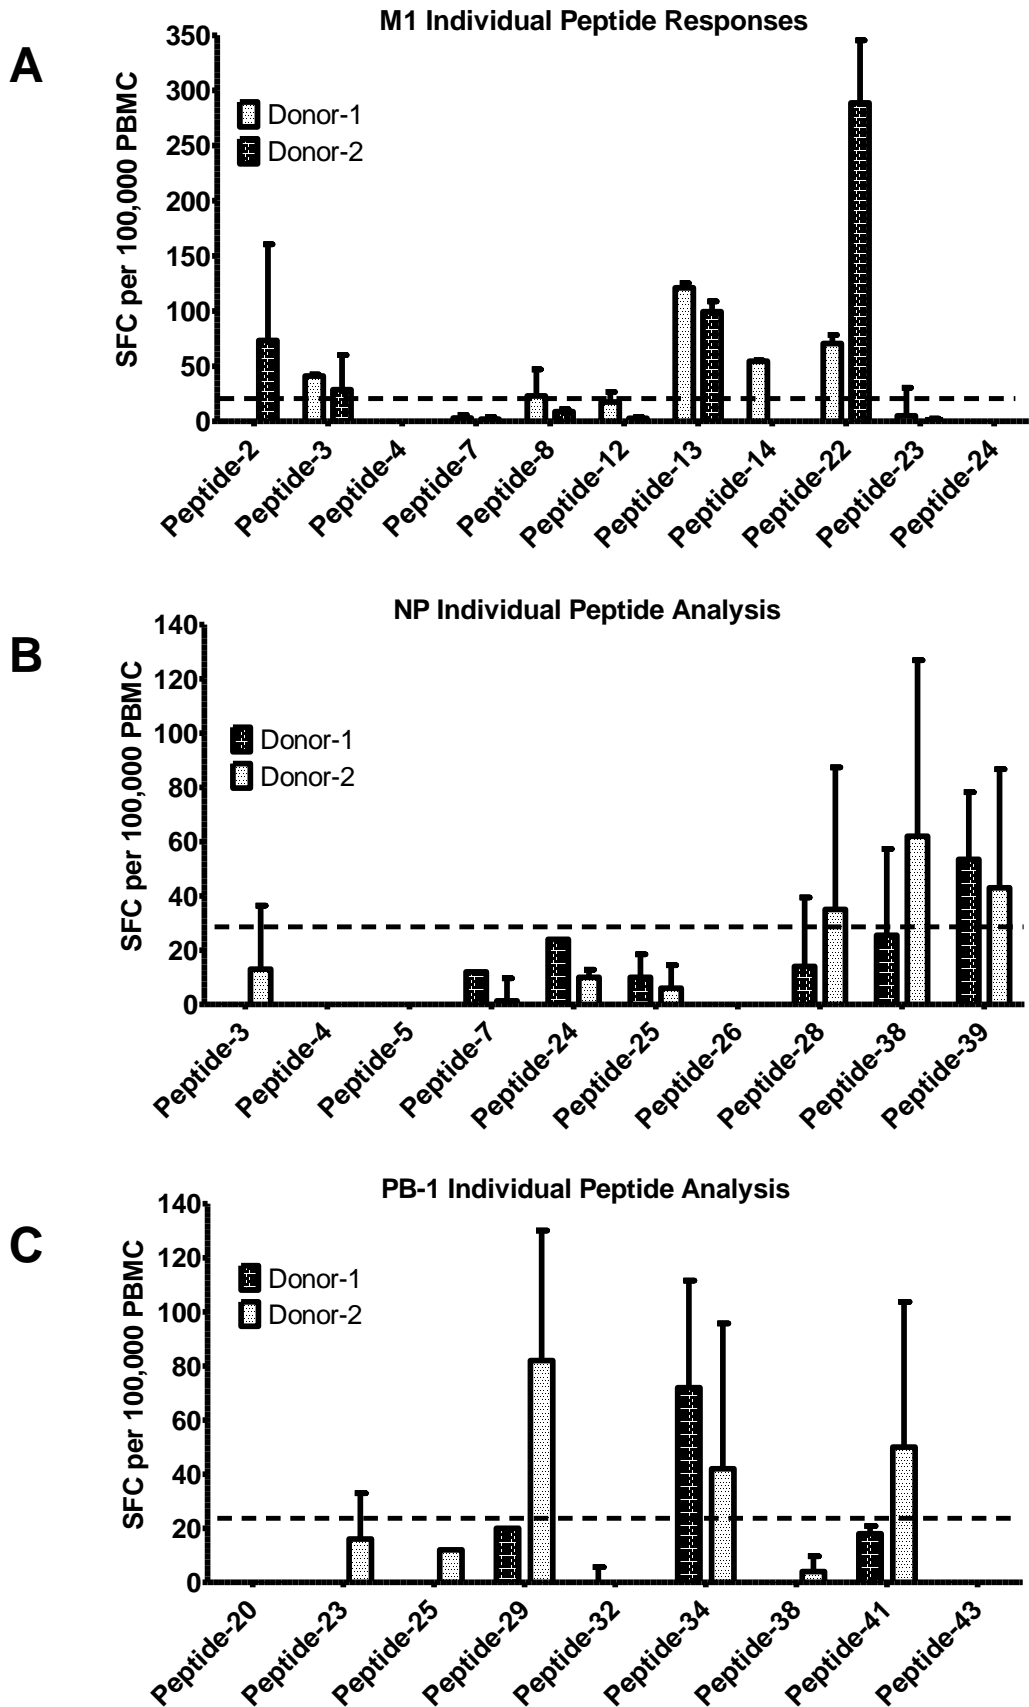 M1 Individual Peptide Responses
A
SFC per 100,000 PBMC
350
300
250
200
150
100
50
0
Donor-1
Donor-2
Peptide-2
Peptide-3
Peptide-4
Peptide-7
Peptide-8
Peptide-12
Peptide-13
Peptide-14
Peptide-22
Peptide-23
Peptide-24
NP Individual Peptide Analysis
B
SFC per 100,000 PBMC
140
120
100
80
60
40
20
0
Donor-1
Donor-2
Peptide-3
Peptide-4
Peptide-5
Peptide-7
Peptide-24
Peptide-25
Peptide-26
Peptide-28
Peptide-38
Peptide-39
PB-1 Individual Peptide Analysis
C
SFC per 100,000 PBMC
140
120
100
80
60
40
20
0
Donor-1
Donor-2
Peptide-20
Peptide-23
Peptide-25
Peptide-29
Peptide-32
Peptide-34
Peptide-38
Peptide-41
Peptide-43